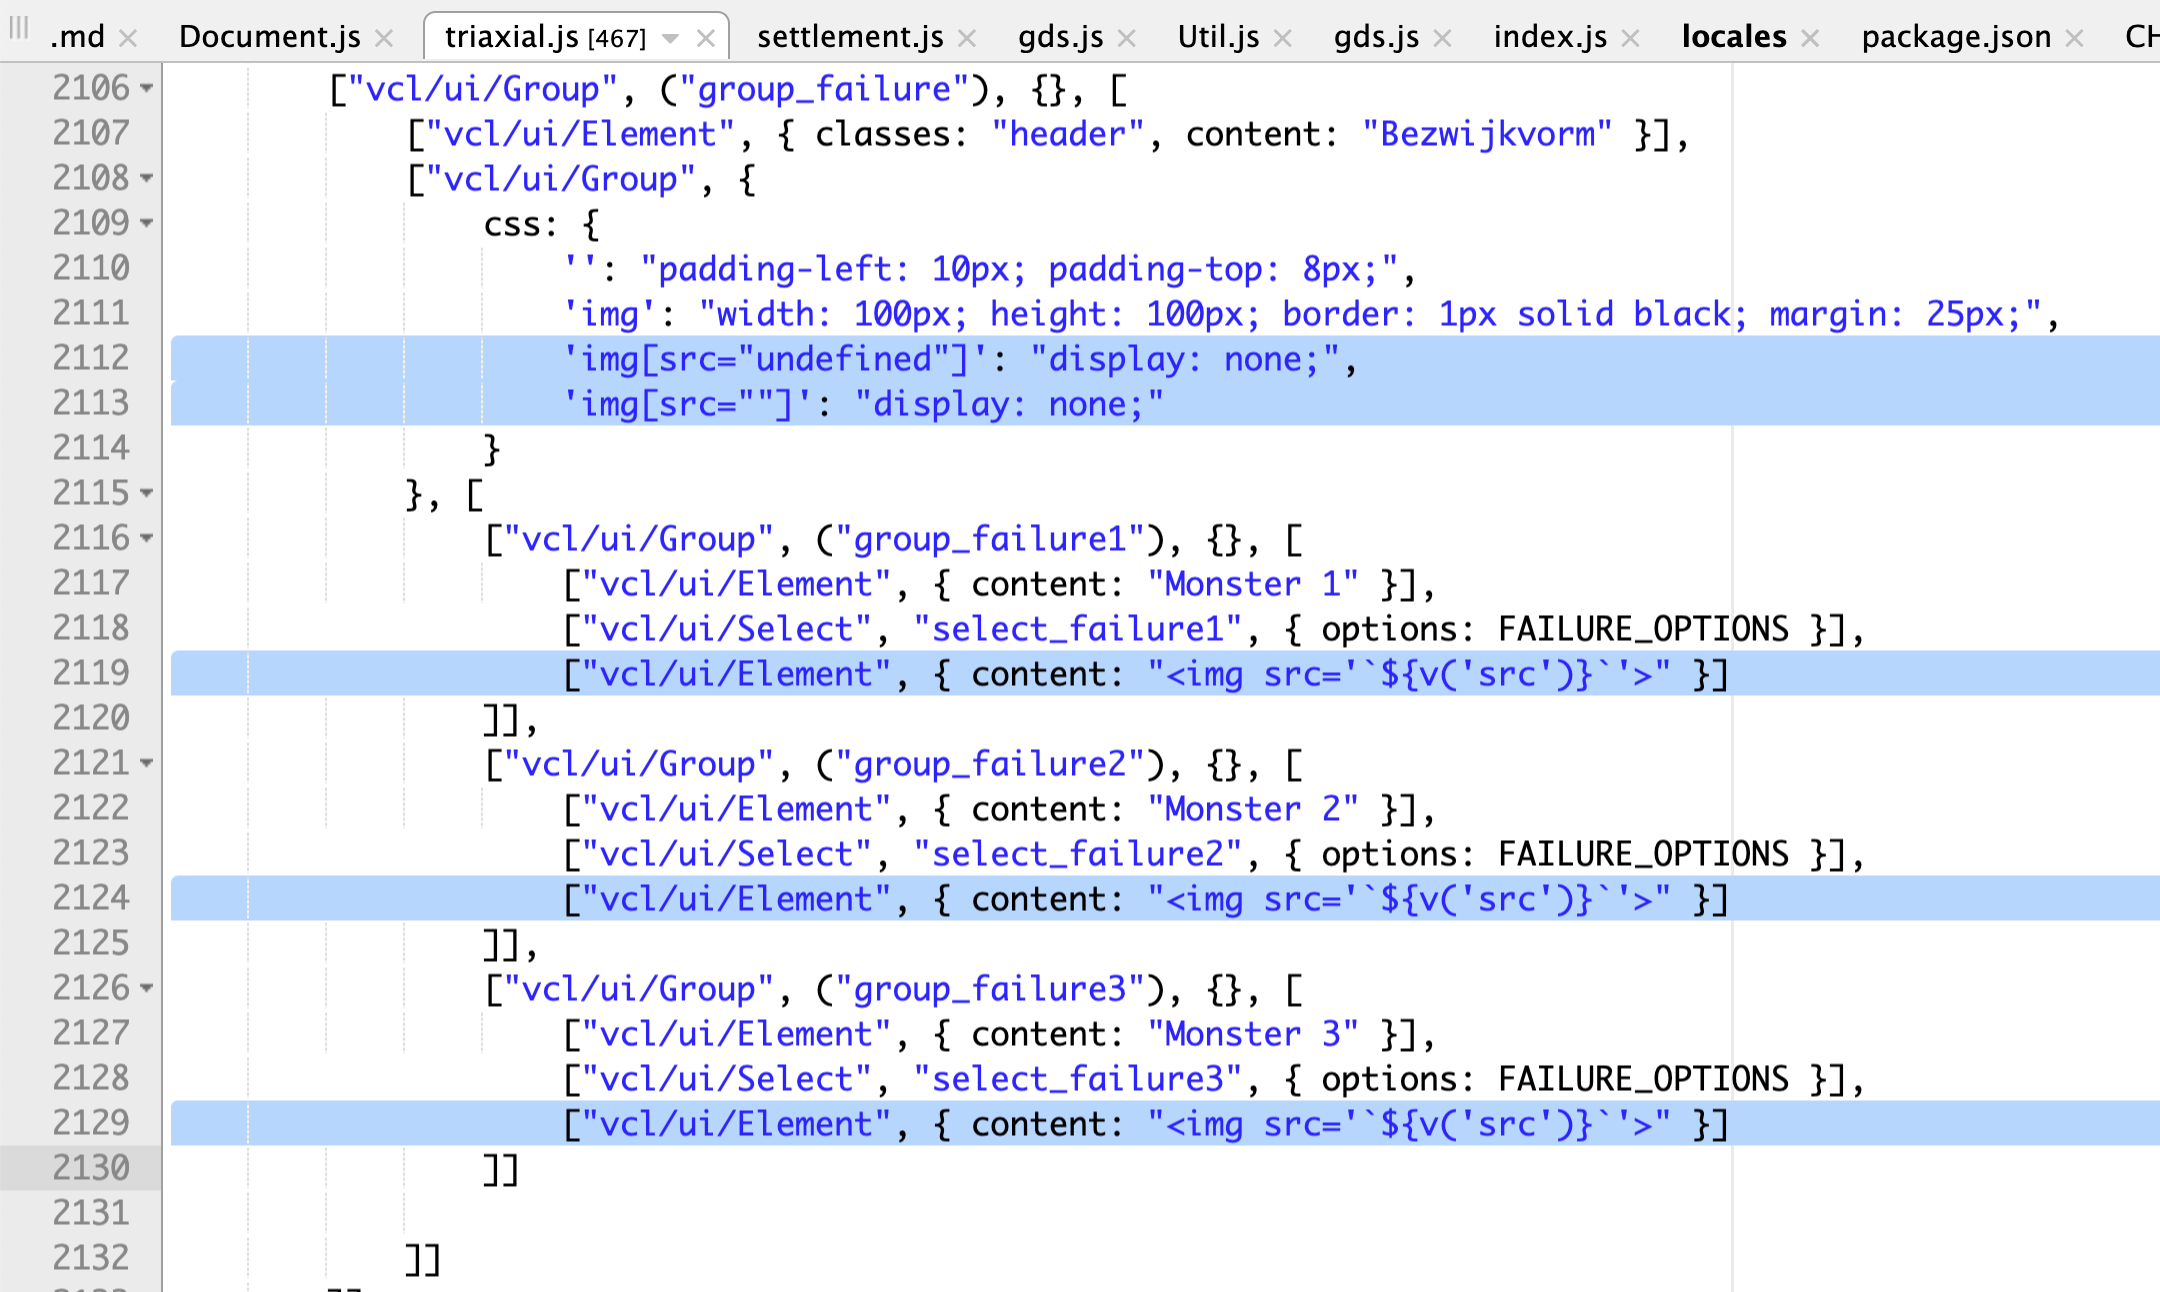 .md × Document.js × triaxial.js [467] × settlement.js × gds.js × Util.js × gds.js × index.js × locales × package.json × CH
2106 ["vcl/ui/Group", ("group_failure"), {}, [
2107 ["vcl/ui/Element", { classes: "header", content: "Bezwijkvorm" }],
2108 ["vcl/ui/Group", {
2109 css: {
2110 '': "padding-left: 10px; padding-top: 8px;",
2111 'img': "width: 100px; height: 100px; border: 1px solid black; margin: 25px;",
2112 'img[src="undefined"]': "display: none;",
2113 'img[src=""]': "display: none;"
2114 }
2115 }, [
2116 ["vcl/ui/Group", ("group_failure1"), {}, [
2117 ["vcl/ui/Element", { content: "Monster 1" }],
2118 ["vcl/ui/Select", "select_failure1", { options: FAILURE_OPTIONS }],
2119 ["vcl/ui/Element", { content: "<img src='`${v('src')}`'>" }]
2120 ]],
2121 ["vcl/ui/Group", ("group_failure2"), {}, [
2122 ["vcl/ui/Element", { content: "Monster 2" }],
2123 ["vcl/ui/Select", "select_failure2", { options: FAILURE_OPTIONS }],
2124 ["vcl/ui/Element", { content: "<img src='`${v('src')}`'>" }]
2125 ]],
2126 ["vcl/ui/Group", ("group_failure3"), {}, [
2127 ["vcl/ui/Element", { content: "Monster 3" }],
2128 ["vcl/ui/Select", "select_failure3", { options: FAILURE_OPTIONS }],
2129 ["vcl/ui/Element", { content: "<img src='`${v('src')}`'>" }]
2130 ]]
2131
2132 ]]